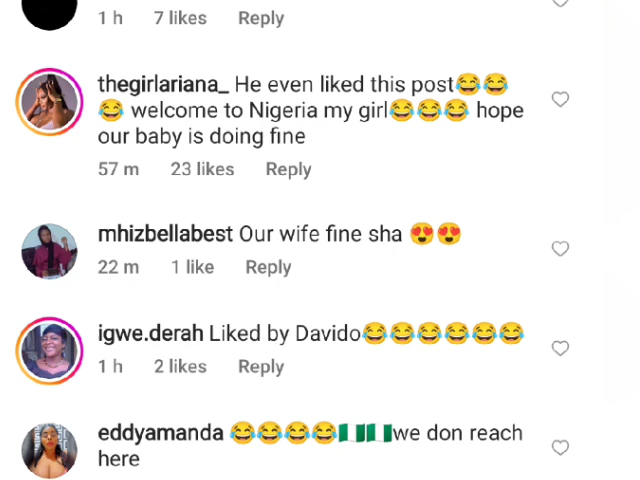 1 h 7 likes Reply
thegirlariana_ He even liked this post😂😂
😂 welcome to Nigeria my girl😂😂😂 hope
our baby is doing fine
57 m 23 likes Reply
mhizbellabest Our wife fine sha 😍😍
22 m 1 like Reply
igwe.derah Liked by Davido😂😂😂😂😂😂
1 h 2 likes Reply
eddyamanda 😂😂😂😂🇳🇬🇳🇬we don reach
here